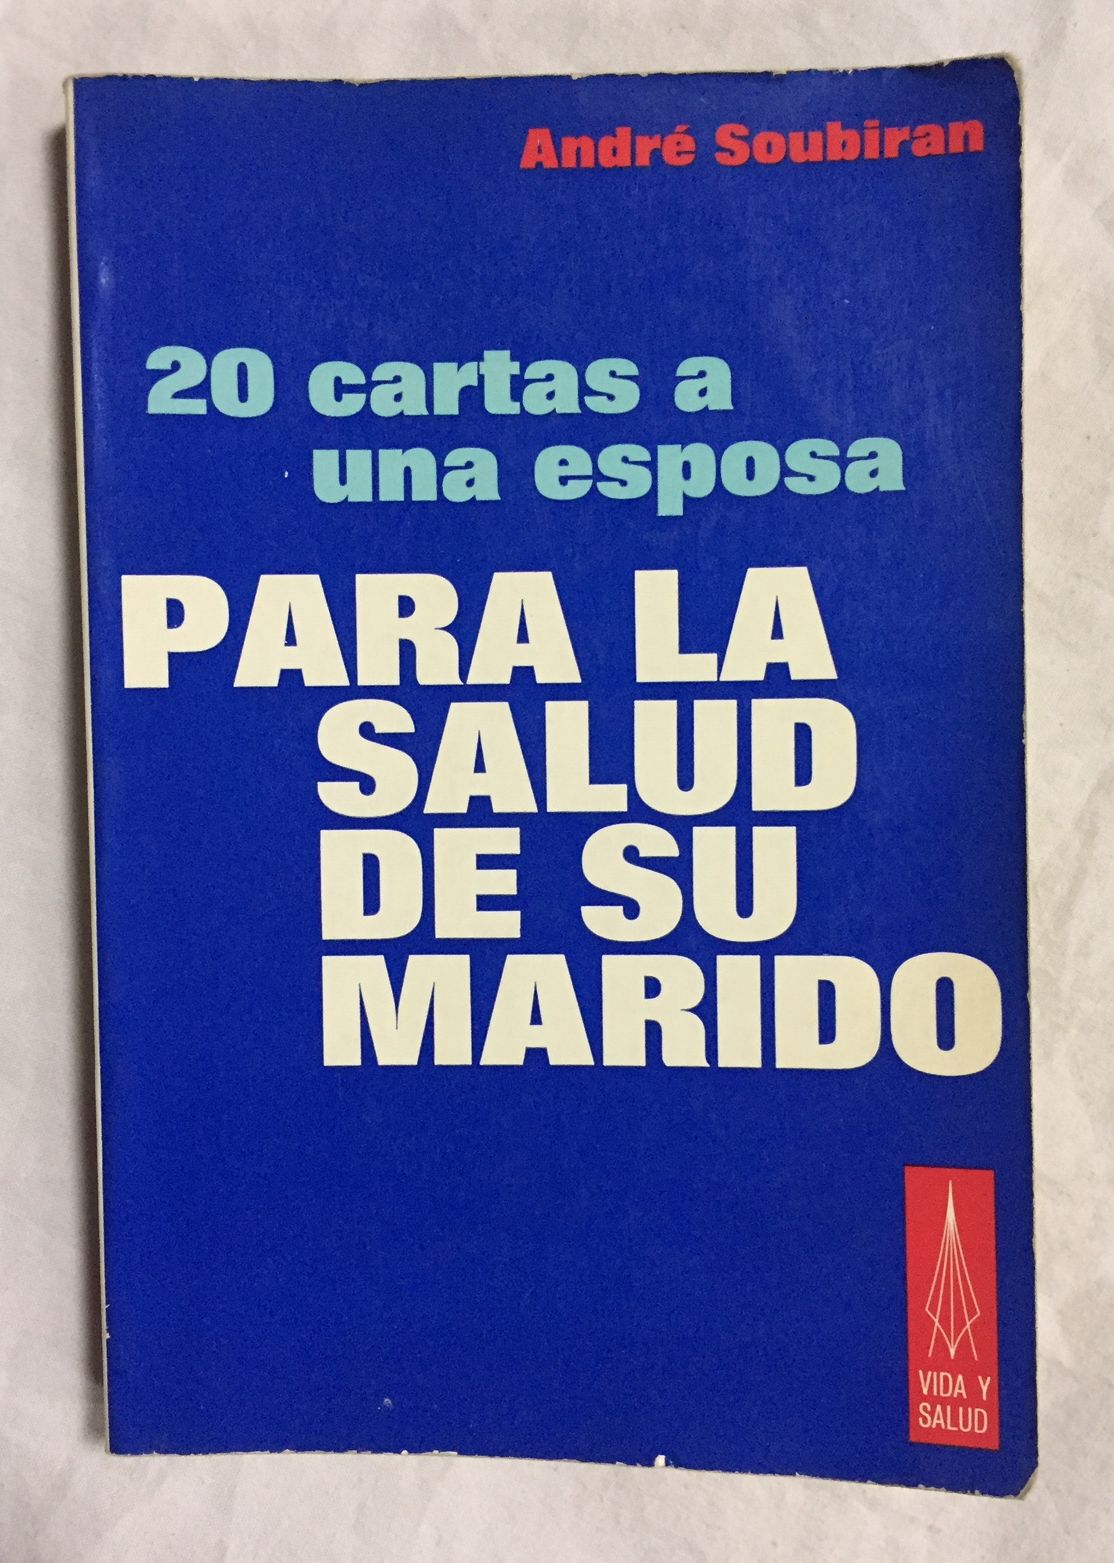 André Soubiran
20 cartas a
una esposa
PARA LA
SALUD
DE SU
MARIDO
VIDA Y
SALUD